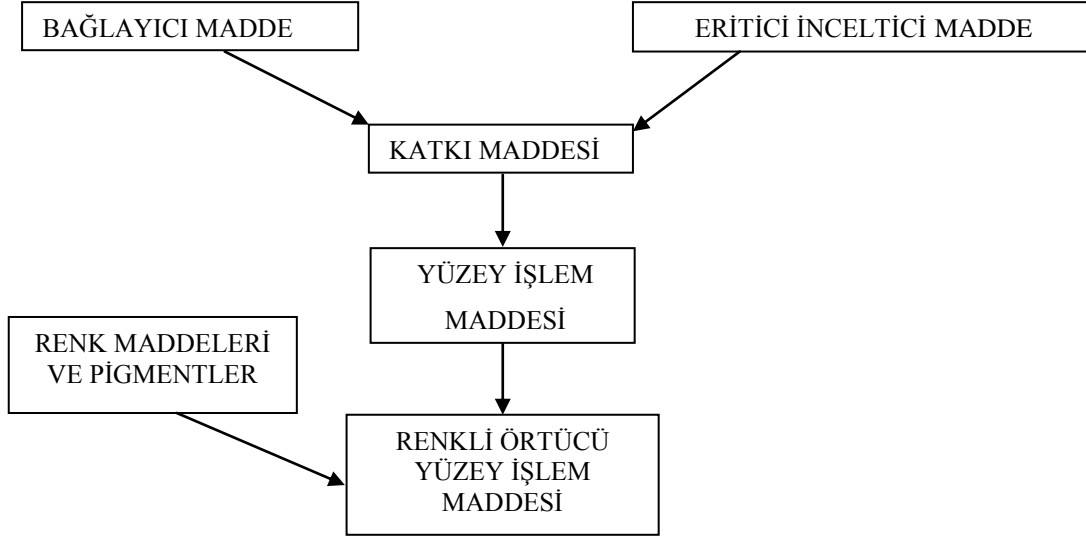 BAĞLAYICI MADDE
ERİTİCİ İNCELTİCİ MADDE
KATKI MADDESİ
YÜZEY İŞLEM
MADDESİ
RENK MADDELERİ
VE PİGMENTLER
RENKLİ ÖRTÜCÜ
YÜZEY İŞLEM
MADDESİ